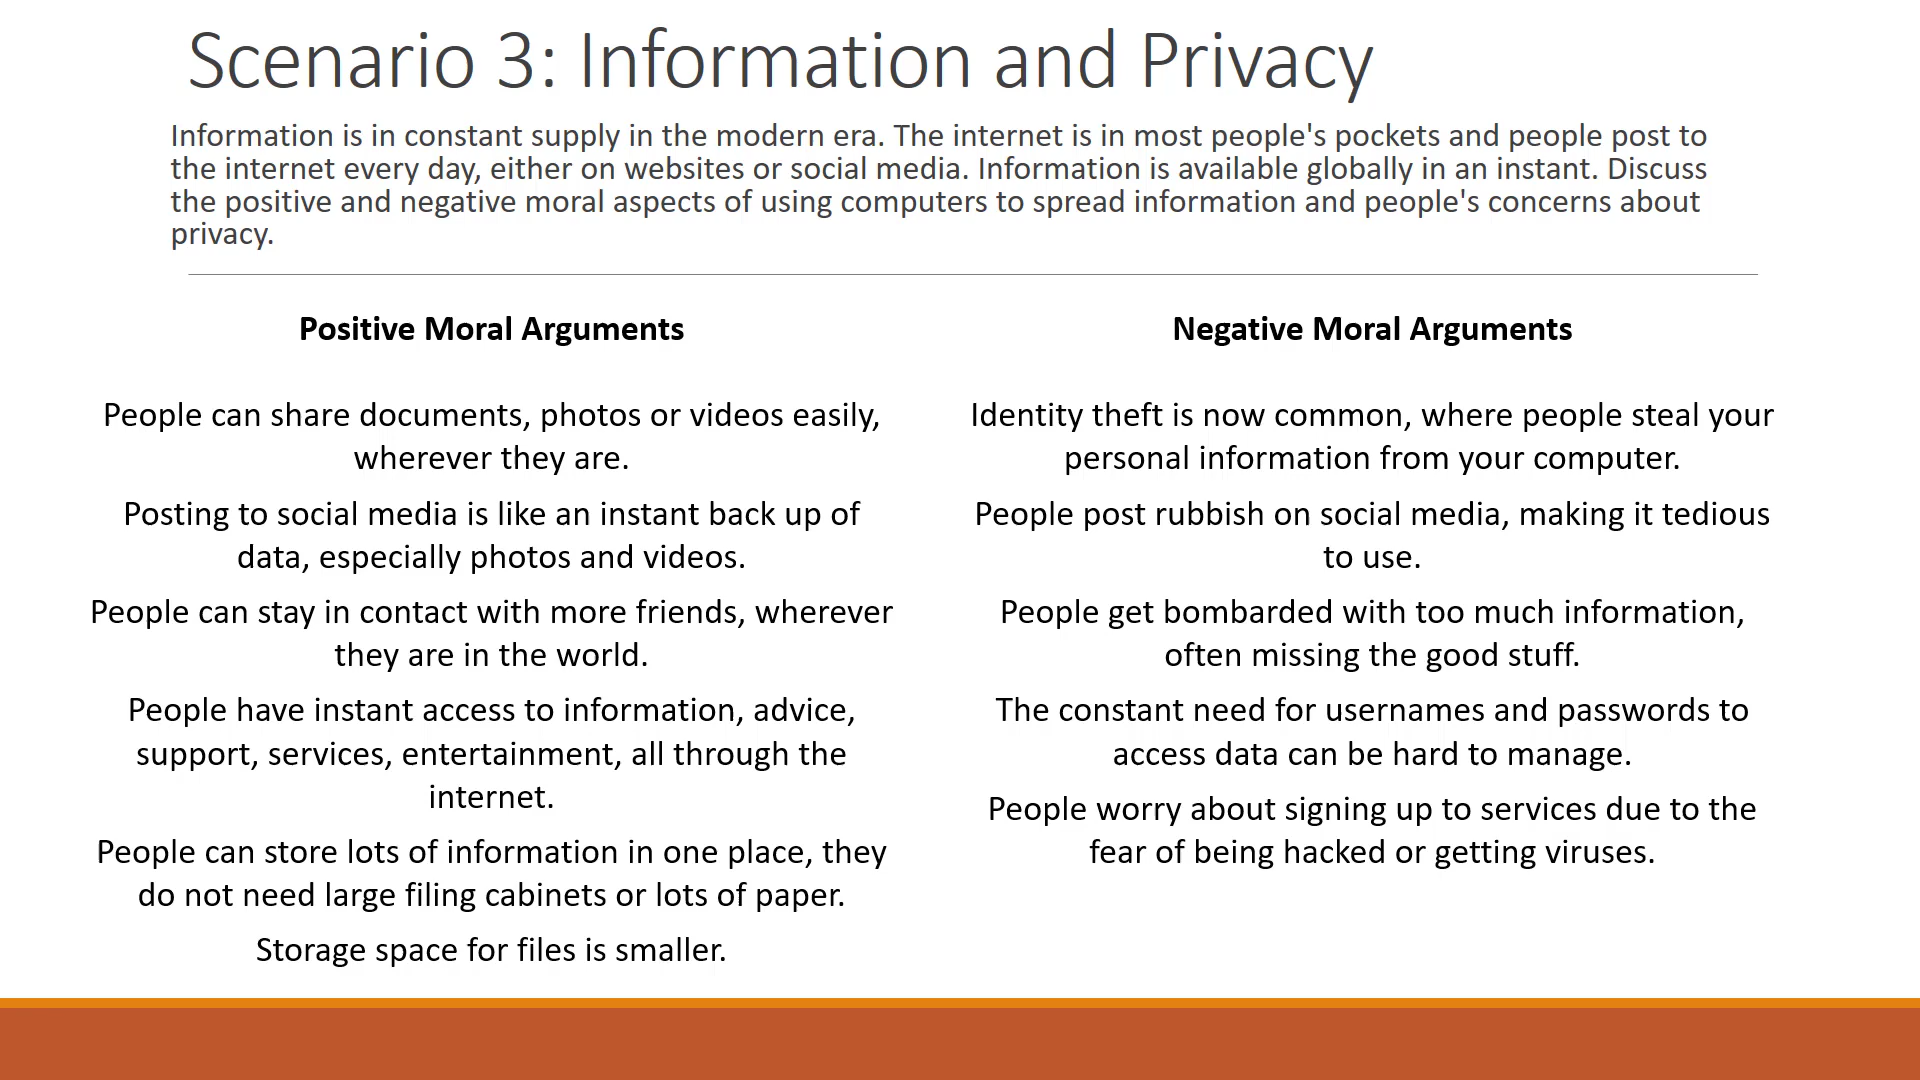 Scenario 3: Information and Privacy
Information is in constant supply in the modern era. The internet is in most people's pockets and people post to
the internet every day, either on websites or social media. Information is available globally in an instant. Discuss
the positive and negative moral aspects of using computers to spread information and people's concerns about
privacy.
Positive Moral Arguments
People can share documents, photos or videos easily,
wherever they are.
Posting to social media is like an instant back up of
data, especially photos and videos.
People can stay in contact with more friends, wherever
they are in the world.
People have instant access to information, advice,
support, services, entertainment, all through the
internet.
People can store lots of information in one place, they
do not need large filing cabinets or lots of paper.
Storage space for files is smaller.
Negative Moral Arguments
Identity theft is now common, where people steal your
personal information from your computer.
People post rubbish on social media, making it tedious
to use.
People get bombarded with too much information,
often missing the good stuff.
The constant need for usernames and passwords to
access data can be hard to manage.
People worry about signing up to services due to the
fear of being hacked or getting viruses.